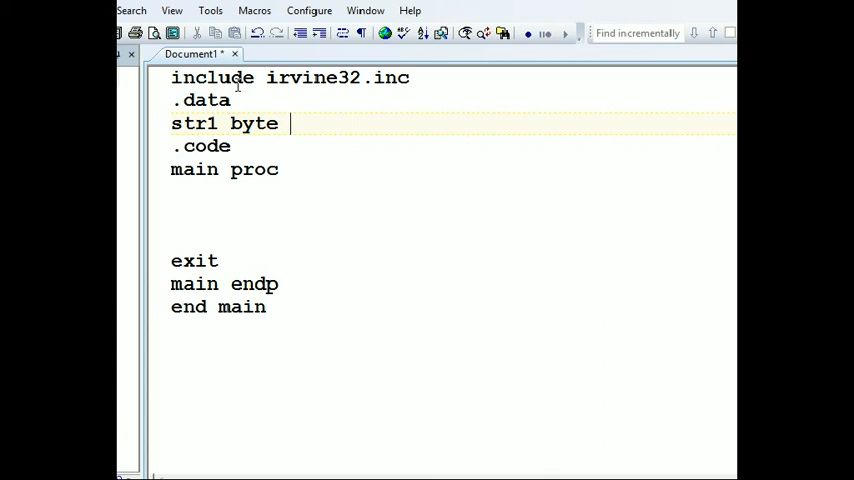 Search View Tools Macros Configure Window Help
Find incrementally
Document1 *
include irvine32.inc
.data
str1 byte
.code
main proc
exit
main endp
end main